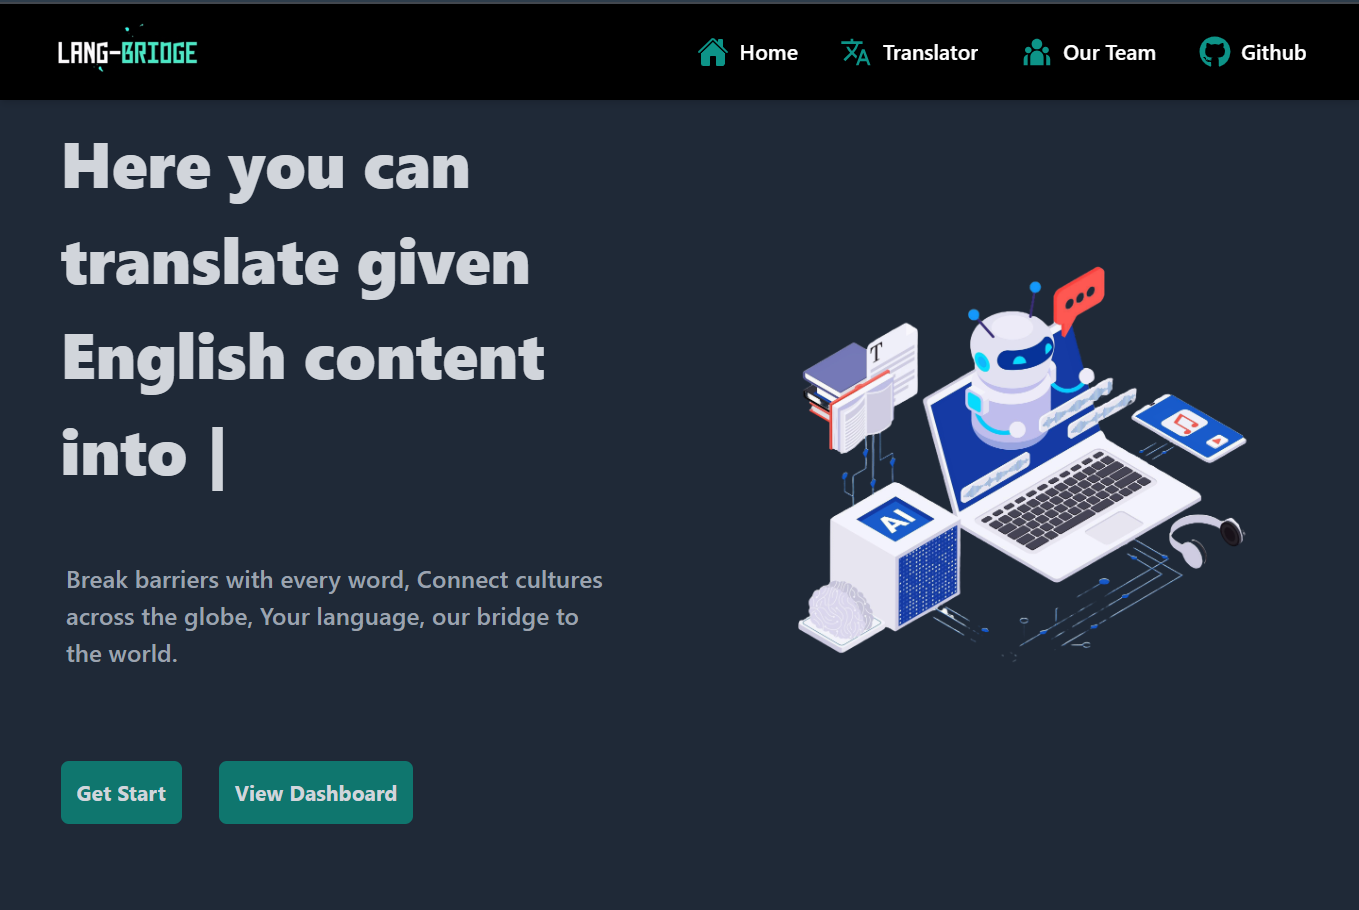 LANG-BRIDGE
Home
Translator
Our Team
Github
Here you can
translate given
English content
into |
T
AI
Break barriers with every word, Connect cultures
across the globe, Your language, our bridge to
the world.
Get Start
View Dashboard